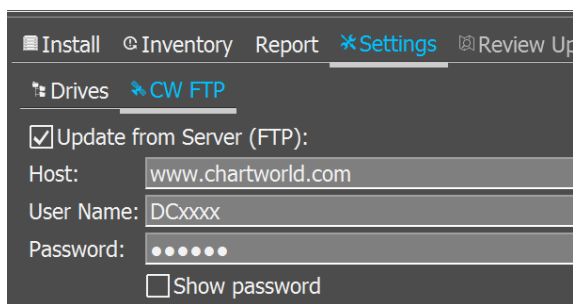 Install Inventory Report Settings Review Up
Drives CW FTP
Update from Server (FTP):
Host: www.chartworld.com
User Name: DCxxxx
Password: ●●●●●●
Show password